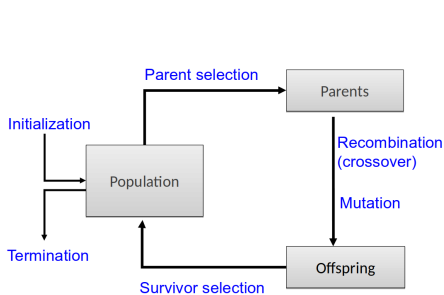 Parent selection
Parents
Initialization
Recombination
(crossover)
Population
Mutation
Termination
Offspring
Survivor selection